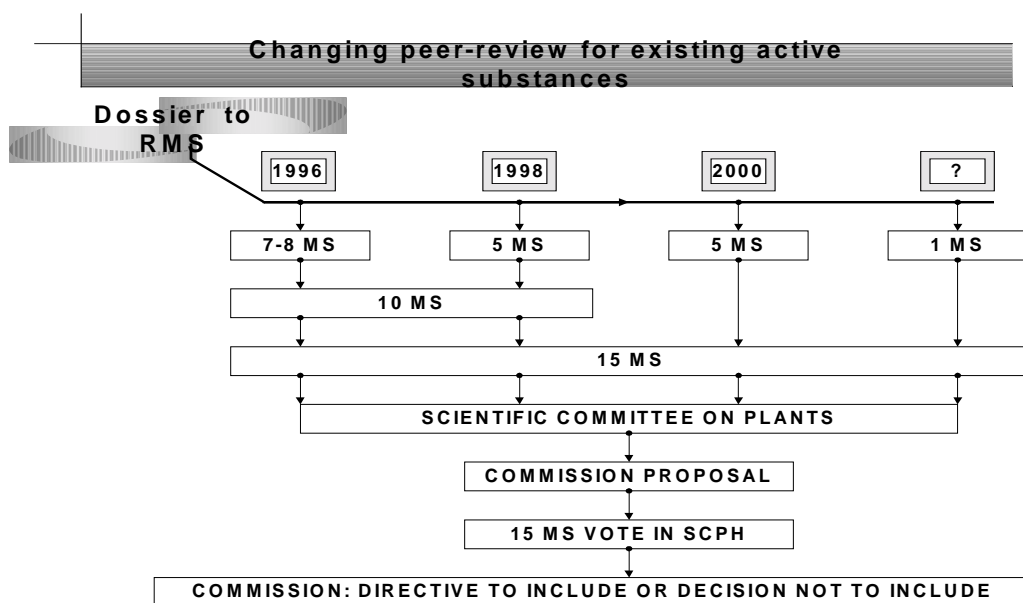 Changing peer-review for existing active
substances
Dossier to
RMS
1996 1998 2000 ?
7-8 MS 5 MS 5 MS 1 MS
10 MS
15 MS
SCIENTIFIC COMMITTEE ON PLANTS
COMMISSION PROPOSAL
15 MS VOTE IN SCPH
COMMISSION: DIRECTIVE TO INCLUDE OR DECISION NOT TO INCLUDE